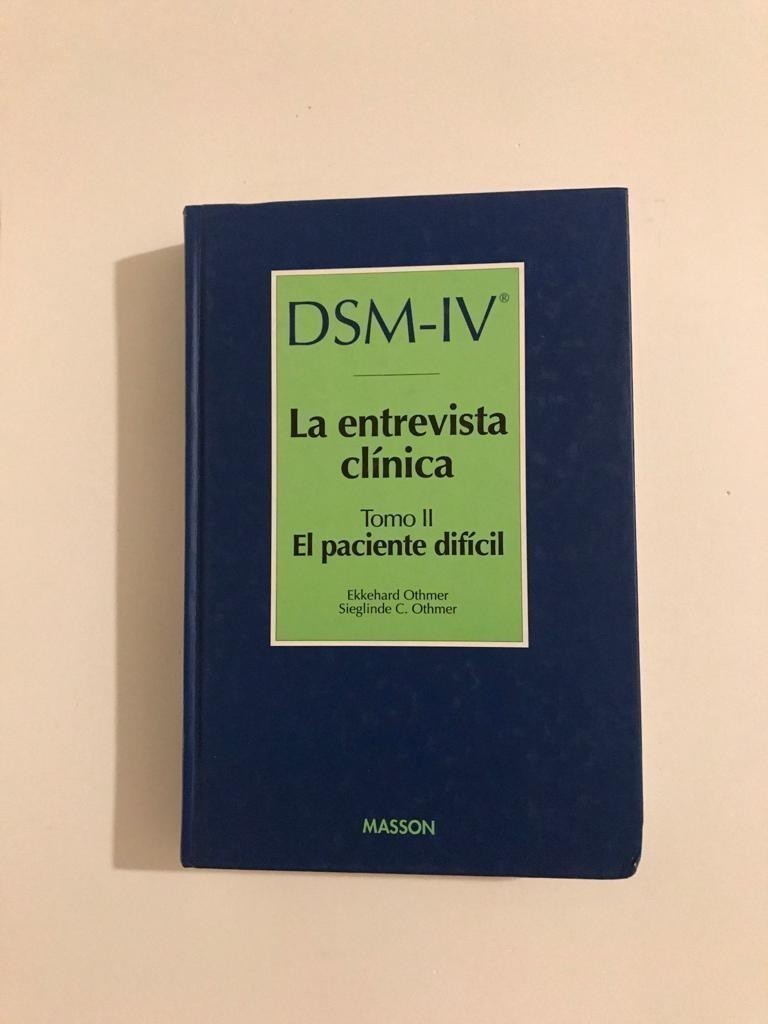 DSM-IV®
La entrevista
clínica
Tomo II
El paciente difícil
Ekkehard Othmer
Sieglinde C. Othmer
MASSON